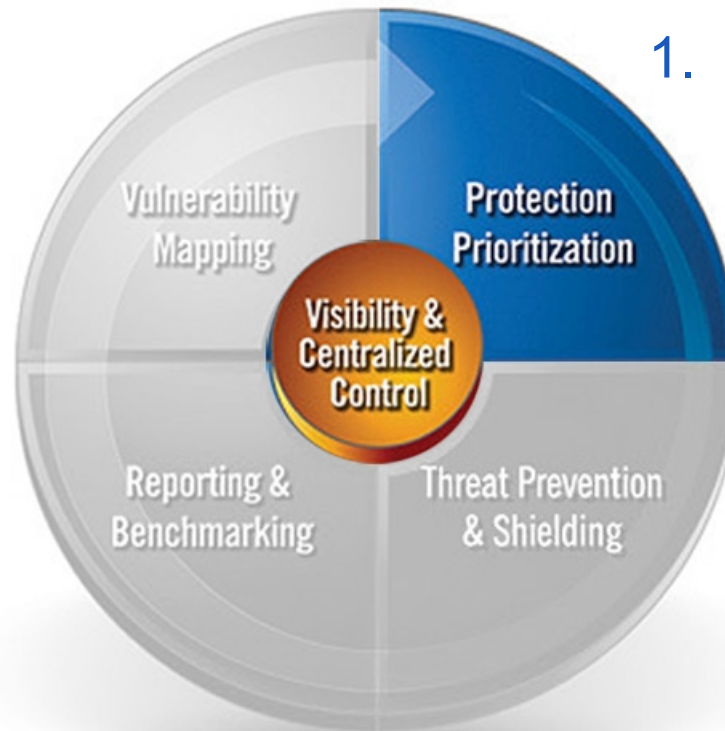 1.
Vulnerability
Mapping
Protection
Prioritization
Visibility &
Centralized
Control
Reporting &
Benchmarking
Threat Prevention
& Shielding